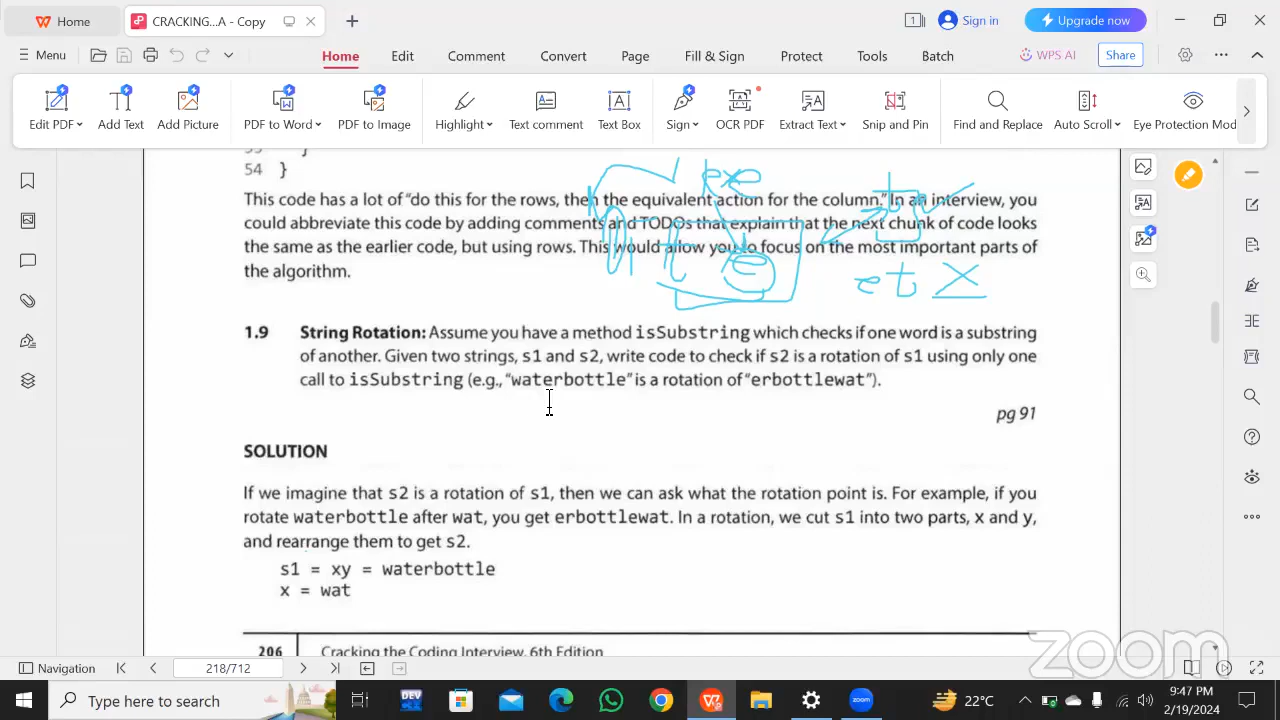 Home
CRACKING...A - Copy
1
Sign in
Upgrade now
Menu
Home
Edit
Comment
Convert
Page
Fill & Sign
Protect
Tools
Batch
WPS AI
Share
Edit PDF
Add Text
Add Picture
PDF to Word
PDF to Image
Highlight
Text comment
Text Box
Sign
OCR PDF
Extract Text
Snip and Pin
Find and Replace
Auto Scroll
Eye Protection Mod
54 }
This code has a lot of "do this for the rows, then the equivalent action for the column." In an interview, you
could abbreviate this code by adding comments and TODOs that explain that the next chunk of code looks
the same as the earlier code, but using rows. This would allow you to focus on the most important parts of
the algorithm.
et X
1.9 String Rotation: Assume you have a method isSubstring which checks if one word is a substring
of another. Given two strings, s1 and s2, write code to check if s2 is a rotation of s1 using only one
call to isSubstring (e.g., "waterbottle" is a rotation of "erbottlewat").
pg 91
SOLUTION
If we imagine that s2 is a rotation of s1, then we can ask what the rotation point is. For example, if you
rotate waterbottle after wat, you get erbottlewat. In a rotation, we cut s1 into two parts, x and y,
and rearrange them to get s2.
s1 = xy = waterbottle
x = wat
206 Cracking the Coding Interview, 6th Edition
zoom
Navigation
218/712
Type here to search
DEV
zoom
22°C
9:47 PM
2/19/2024